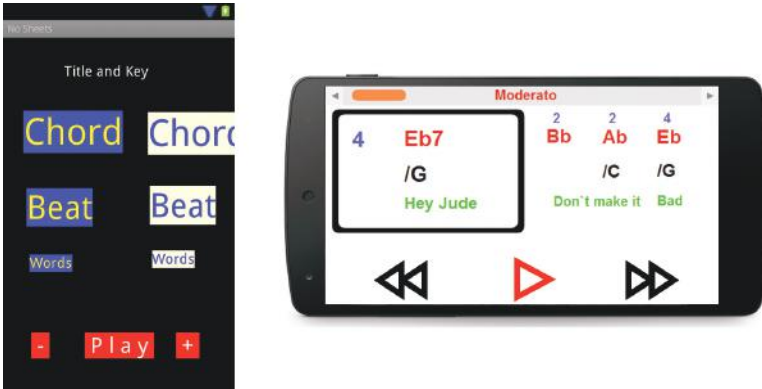 No Sheets
Title and Key
Chord Chord
Beat Beat
Words Words
- Play +
Moderato
4 Eb7
/G
Hey Jude
2 2 4
Bb Ab Eb
/C /G
Don`t make it Bad